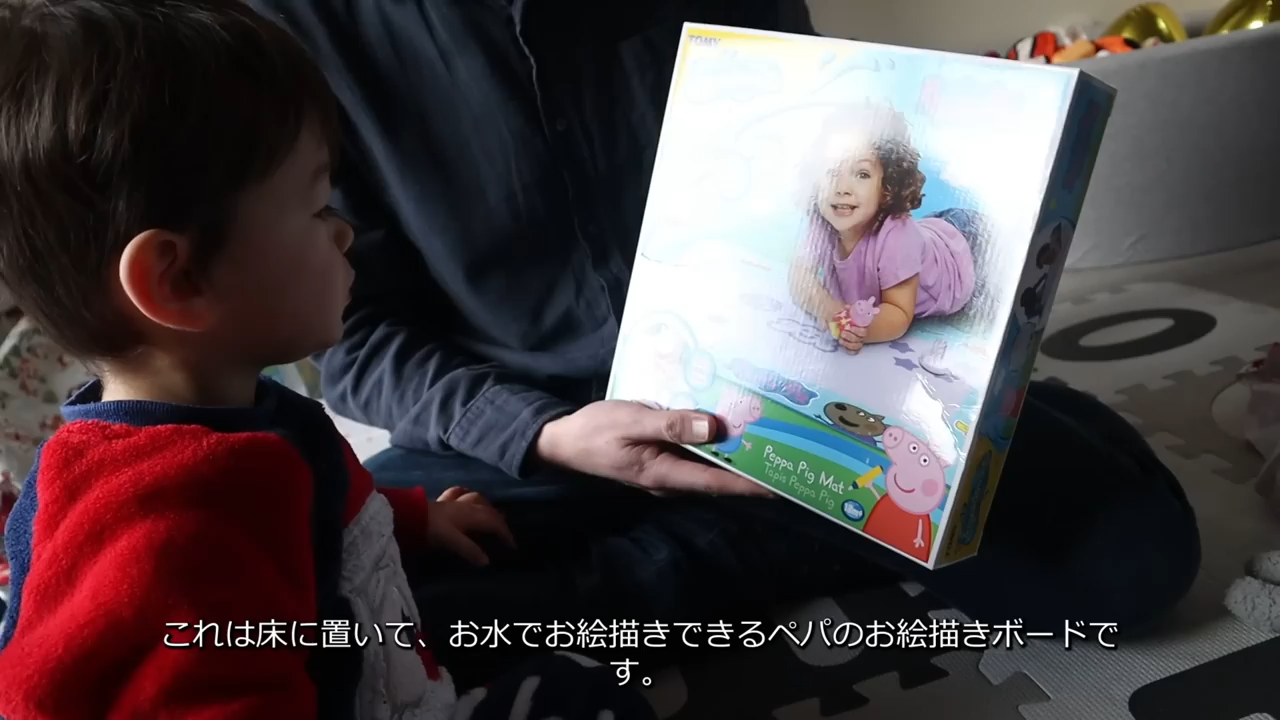 TOMY
Peppa Pig Mat
Tapis Peppa Pig
これは床に置いて、お水でお絵描きできるペパのお絵描きボードで
す。